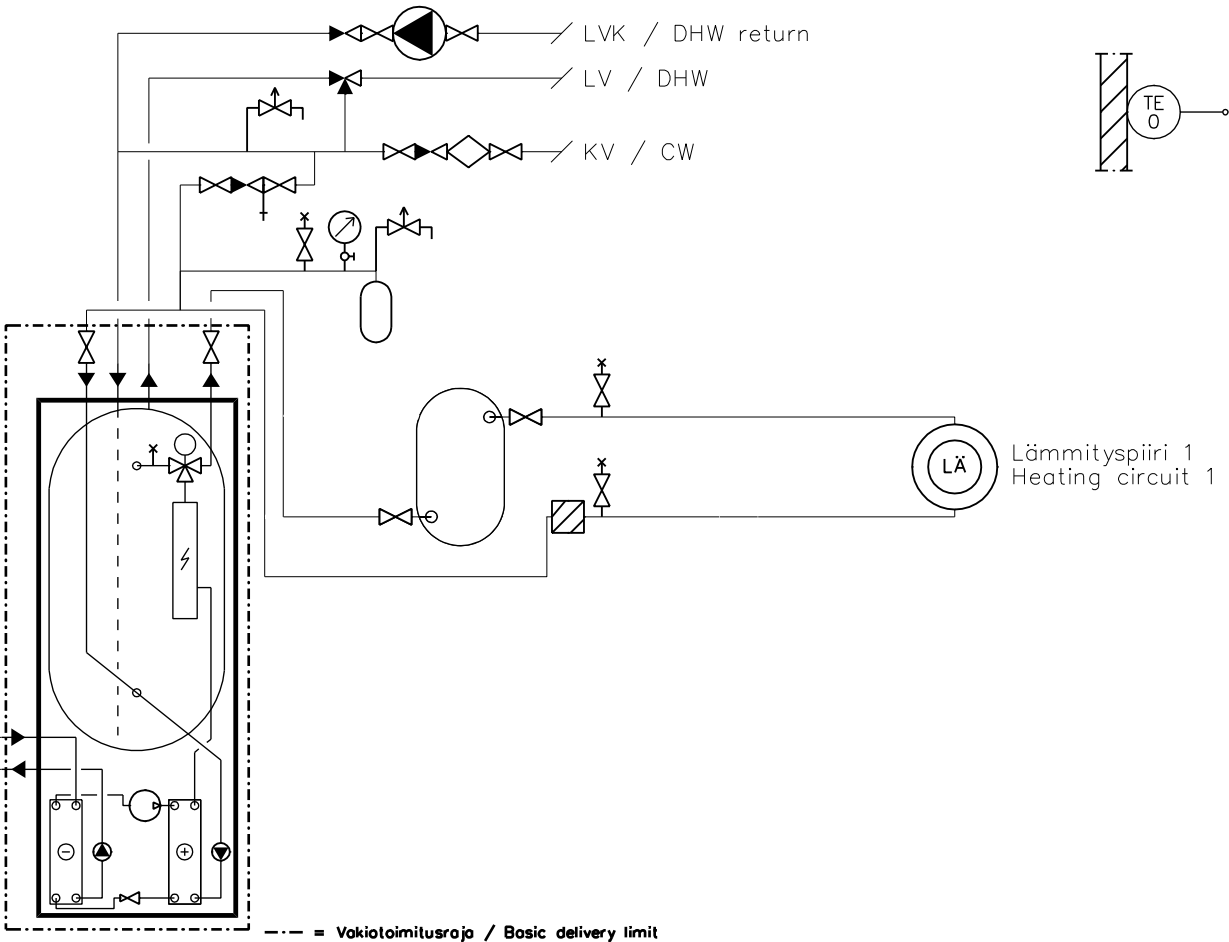 LVK / DHW return
LV / DHW
TE
0
KV / CW
LÄ
Lämmityspiiri 1
Heating circuit 1
= Vakiotoimitusraja / Basic delivery limit